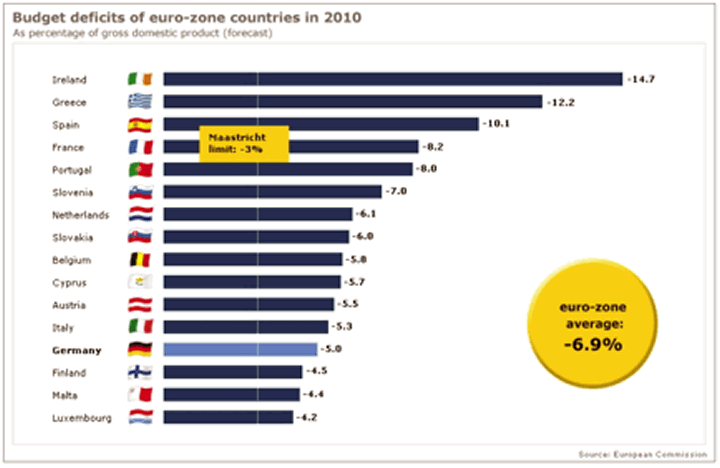 Budget deficits of euro-zone countries in 2010
As percentage of gross domestic product (forecast)
Ireland -14.7
Greece -12.2
Spain -10.1
Maastricht
limit: -3%
France -8.2
Portugal -8.0
Slovenia -7.0
Netherlands -6.1
Slovakia -6.0
Belgium -5.8
Cyprus -5.7
Austria -5.5
Italy -5.3
Germany -5.0
Finland -4.5
Malta -4.4
Luxembourg -4.2
euro-zone
average:
-6.9%
Source: European Commission